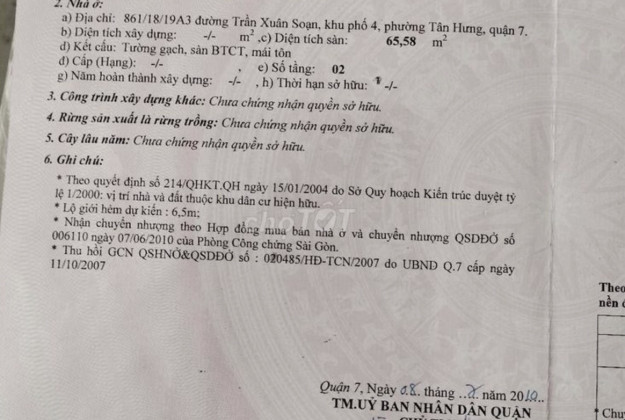 2. Nhà ở:
a) Địa chỉ: 861/18/19A3 đường Trần Xuân Soạn, khu phố 4, phường Tân Hưng, quận 7.
b) Diện tích xây dựng: -/- m² ,c) Diện tích sàn: 65,58 m²
d) Kết cấu: Tường gạch, sàn BTCT, mái tôn
đ) Cấp (Hạng): -/- , e) Số tầng: 02
g) Năm hoàn thành xây dựng: -/- , h) Thời hạn sở hữu: -/-
3. Công trình xây dựng khác: Chưa chứng nhận quyền sở hữu.
4. Rừng sản xuất là rừng trồng: Chưa chứng nhận quyền sở hữu.
5. Cây lâu năm: Chưa chứng nhận quyền sở hữu.
6. Ghi chú:
* Theo quyết định số 214/QHKT.QH ngày 15/01/2004 do Sở Quy hoạch Kiến trúc duyệt tỷ
lệ 1/2000: vị trí nhà và đất thuộc khu dân cư hiện hữu.
* Lộ giới hẻm dự kiến : 6,5m;
* Nhận chuyển nhượng theo Hợp đồng mua bán nhà ở và chuyển nhượng QSDĐỞ số
006110 ngày 07/06/2010 của Phòng Công chứng Sài Gòn.
* Thu hồi GCN QSHNỞ&QSDĐỞ số : 020485/HĐ-TCN/2007 do UBND Q.7 cấp ngày
11/10/2007
chợ TỐT
Theo
nền
Quận 7, Ngày 08. tháng ..7. năm 2010..
TM.UỶ BAN NHÂN DÂN QUẬN
Chu